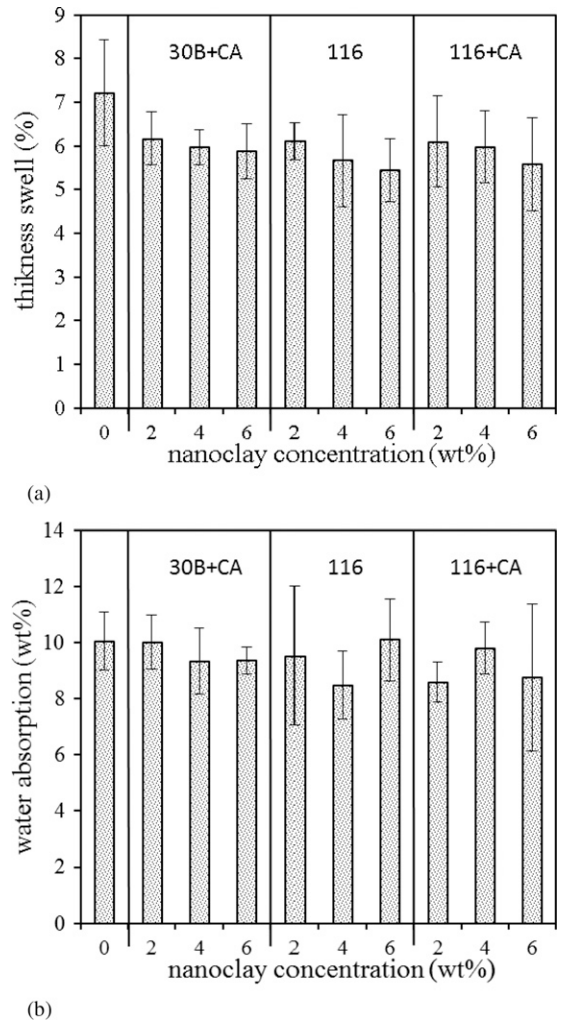 9
8
7
6
5
4
3
2
1
0
thikness swell (%)
30B+CA 116 116+CA
0 2 4 6 2 4 6 2 4 6
nanoclay concentration (wt%)
(a)
14
12
10
8
6
4
2
0
water absorption (wt%)
30B+CA 116 116+CA
0 2 4 6 2 4 6 2 4 6
nanoclay concentration (wt%)
(b)